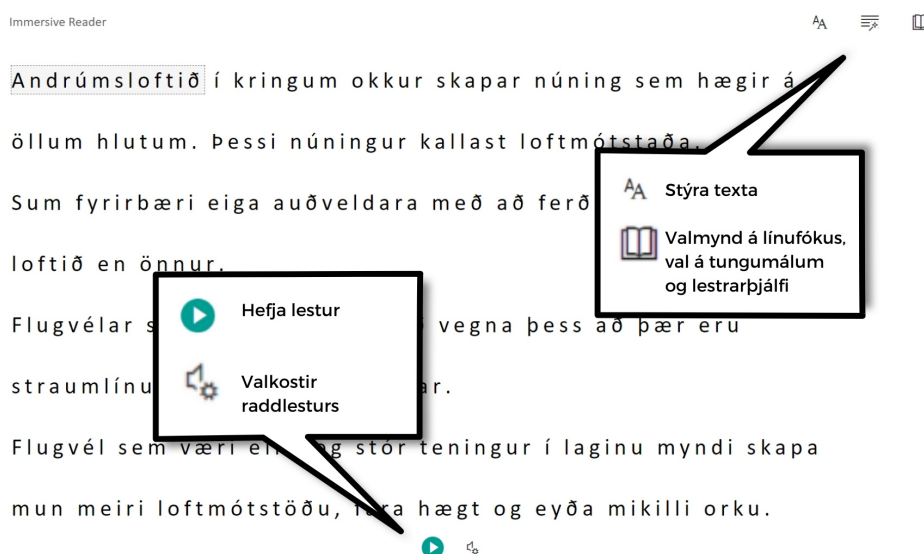 Immersive Reader
Andrúmsloftið í kringum okkur skapar núning sem hægir á
öllum hlutum. Þessi núningur kallast loftmótstaða.
Sum fyrirbæri eiga auðveldara með að
loftið en önnur.
Flugvélar vegna þess að þær eru
Flugvél sem væri stór teningur í laginu myndi skapa
mun meiri loftmótstöðu, fara hægt og eyða mikilli orku.
Stýra texta
Valmynd á línufókus,
val á tungumálum
og lestrarþjálfi
Hefja lestur
Valkostir
raddlesturs